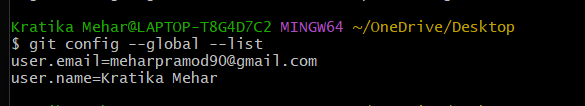 Kratika Mehar@LAPTOP-T8G4D7C2 MINGW64 ~/OneDrive/Desktop
$ git config --global --list
user.email=meharpramod90@gmail.com
user.name=Kratika Mehar